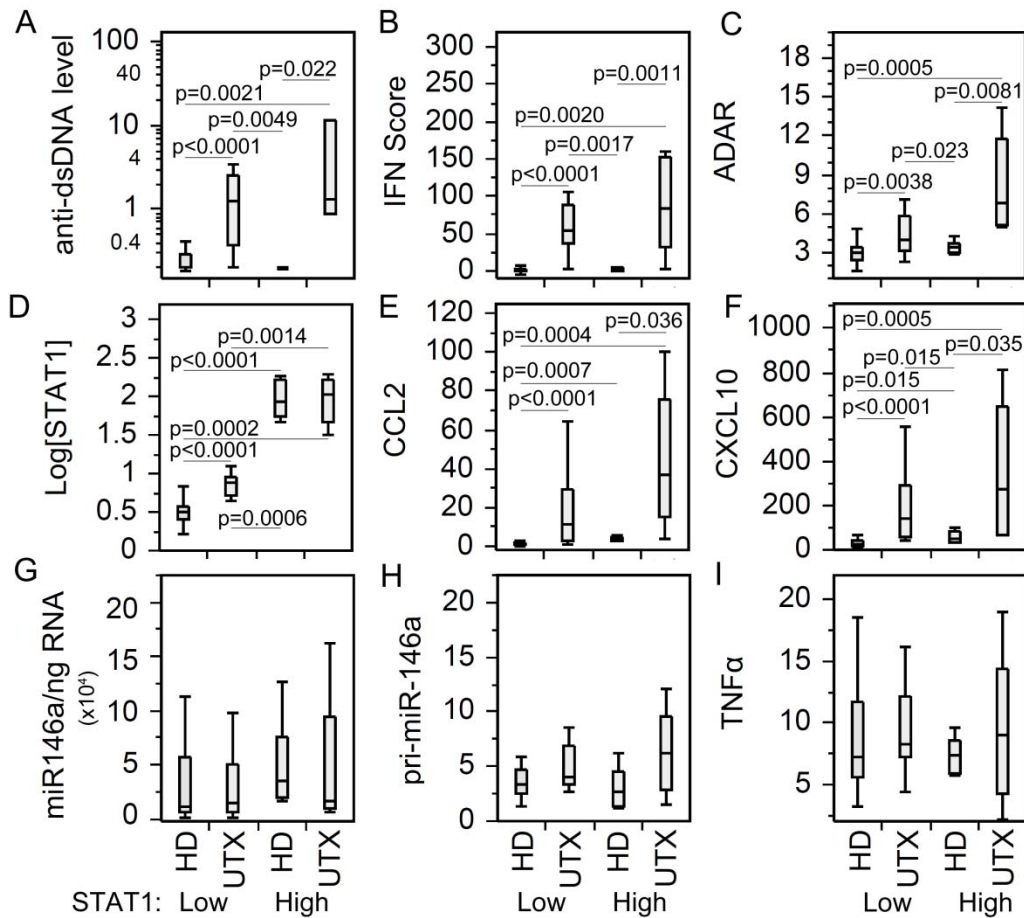 A
anti-dsDNA level
100
40
10
4
1
0.4
p=0.022
p=0.0021
p=0.0049
p<0.0001
B
IFN Score
300
250
200
150
100
50
0
p=0.0011
p=0.0020
p=0.0017
p<0.0001
C
ADAR
18
15
12
9
6
3
p=0.0005
p=0.0081
p=0.023
p=0.0038
D
Log[STAT1]
3
2.5
2
1.5
1
0.5
0
p=0.0014
p<0.0001
p=0.0002
p<0.0001
p=0.0006
E
CCL2
120
100
80
60
40
20
0
p=0.036
p=0.0004
p=0.0007
p<0.0001
F
CXCL10
1000
800
600
400
200
0
p=0.0005
p=0.035
p=0.015
p=0.015
p<0.0001
G
miR146a/ng RNA
(x10⁴)
20
15
10
5
0
H
pri-miR-146a
20
15
10
5
0
I
TNFα
20
15
10
5
HD UTX HD UTX
HD UTX HD UTX
HD UTX HD UTX
STAT1: Low High Low High Low High